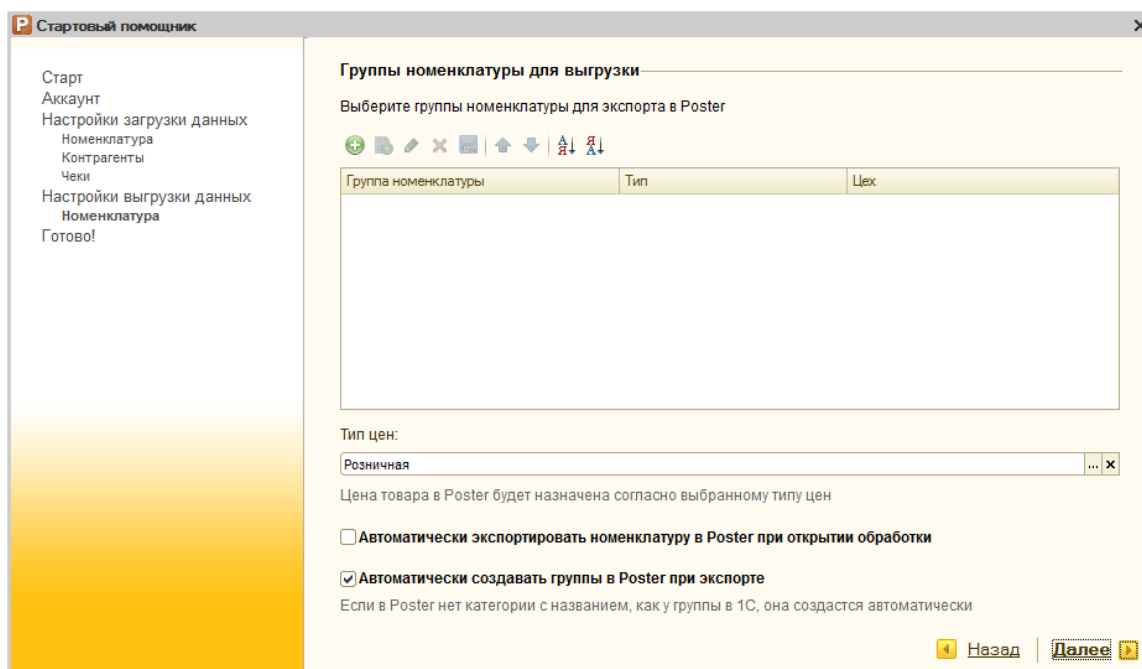 Стартовый помощник
Старт
Аккаунт
Настройки загрузки данных
Номенклатура
Контрагенты
Чеки
Настройки выгрузки данных
Номенклатура
Готово!
Группы номенклатуры для выгрузки
Выберите группы номенклатуры для экспорта в Poster
Группа номенклатуры Тип Цех
Тип цен:
Розничная
Цена товара в Poster будет назначена согласно выбранному типу цен
Автоматически экспортировать номенклатуру в Poster при открытии обработки
Автоматически создавать группы в Poster при экспорте
Если в Poster нет категории с названием, как у группы в 1С, она создастся автоматически
Назад Далее